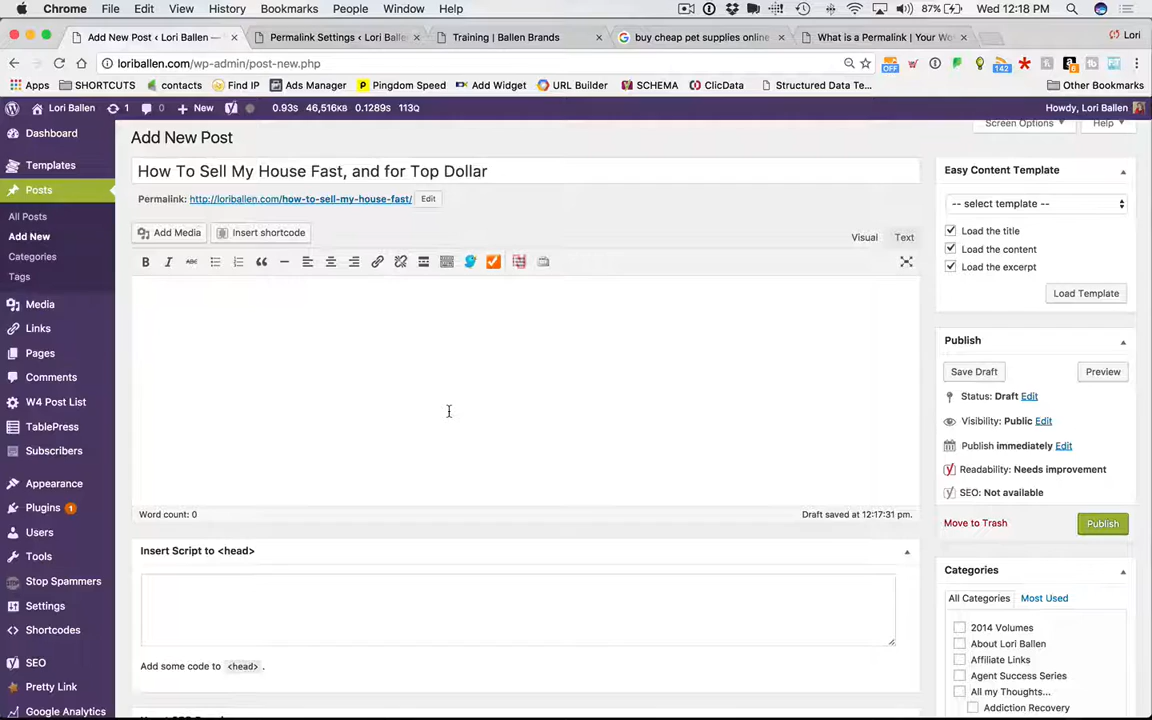 Chrome File Edit View History Bookmarks People Window Help 87% Wed 12:18 PM
Add New Post ‹ Lori Ballen — Permalink Settings ‹ Lori Ballen Training | Ballen Brands buy cheap pet supplies online What is a Permalink | Your Wo Lori
loriballen.com/wp-admin/post-new.php OFF 142 6
Apps SHORTCUTS contacts Find IP Ads Manager Pingdom Speed Add Widget URL Builder SCHEMA ClicData Structured Data Te... Other Bookmarks
Lori Ballen 1 New 0.93s 46,516KB 0.1289s 113Q Howdy, Lori Ballen
Dashboard
Templates
Posts
All Posts
Add New
Categories
Tags
Media
Links
Pages
Comments
W4 Post List
TablePress
Subscribers
Appearance
Plugins 1
Users
Tools
Stop Spammers
Settings
Shortcodes
SEO
Pretty Link
Google Analytics
Add New Post
Screen Options Help
How To Sell My House Fast, and for Top Dollar
Permalink: http://loriballen.com/how-to-sell-my-house-fast/ Edit
Add Media Insert shortcode Visual Text
B I ABC
Word count: 0 Draft saved at 12:17:31 pm.
Insert Script to <head>
Add some code to <head> .
Easy Content Template
-- select template --
Load the title
Load the content
Load the excerpt
Load Template
Publish
Save Draft Preview
Status: Draft Edit
Visibility: Public Edit
Publish immediately Edit
Readability: Needs improvement
SEO: Not available
Move to Trash Publish
Categories
All Categories Most Used
2014 Volumes
About Lori Ballen
Affiliate Links
Agent Success Series
All my Thoughts...
Addiction Recovery